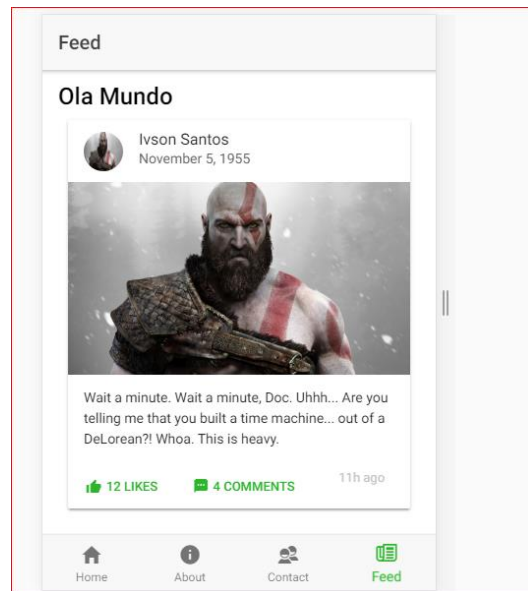 Feed
Ola Mundo
Ivson Santos
November 5, 1955
Wait a minute. Wait a minute, Doc. Uhhh... Are you
telling me that you built a time machine... out of a
DeLorean?! Whoa. This is heavy.
12 LIKES
4 COMMENTS
11h ago
Home
About
Contact
Feed